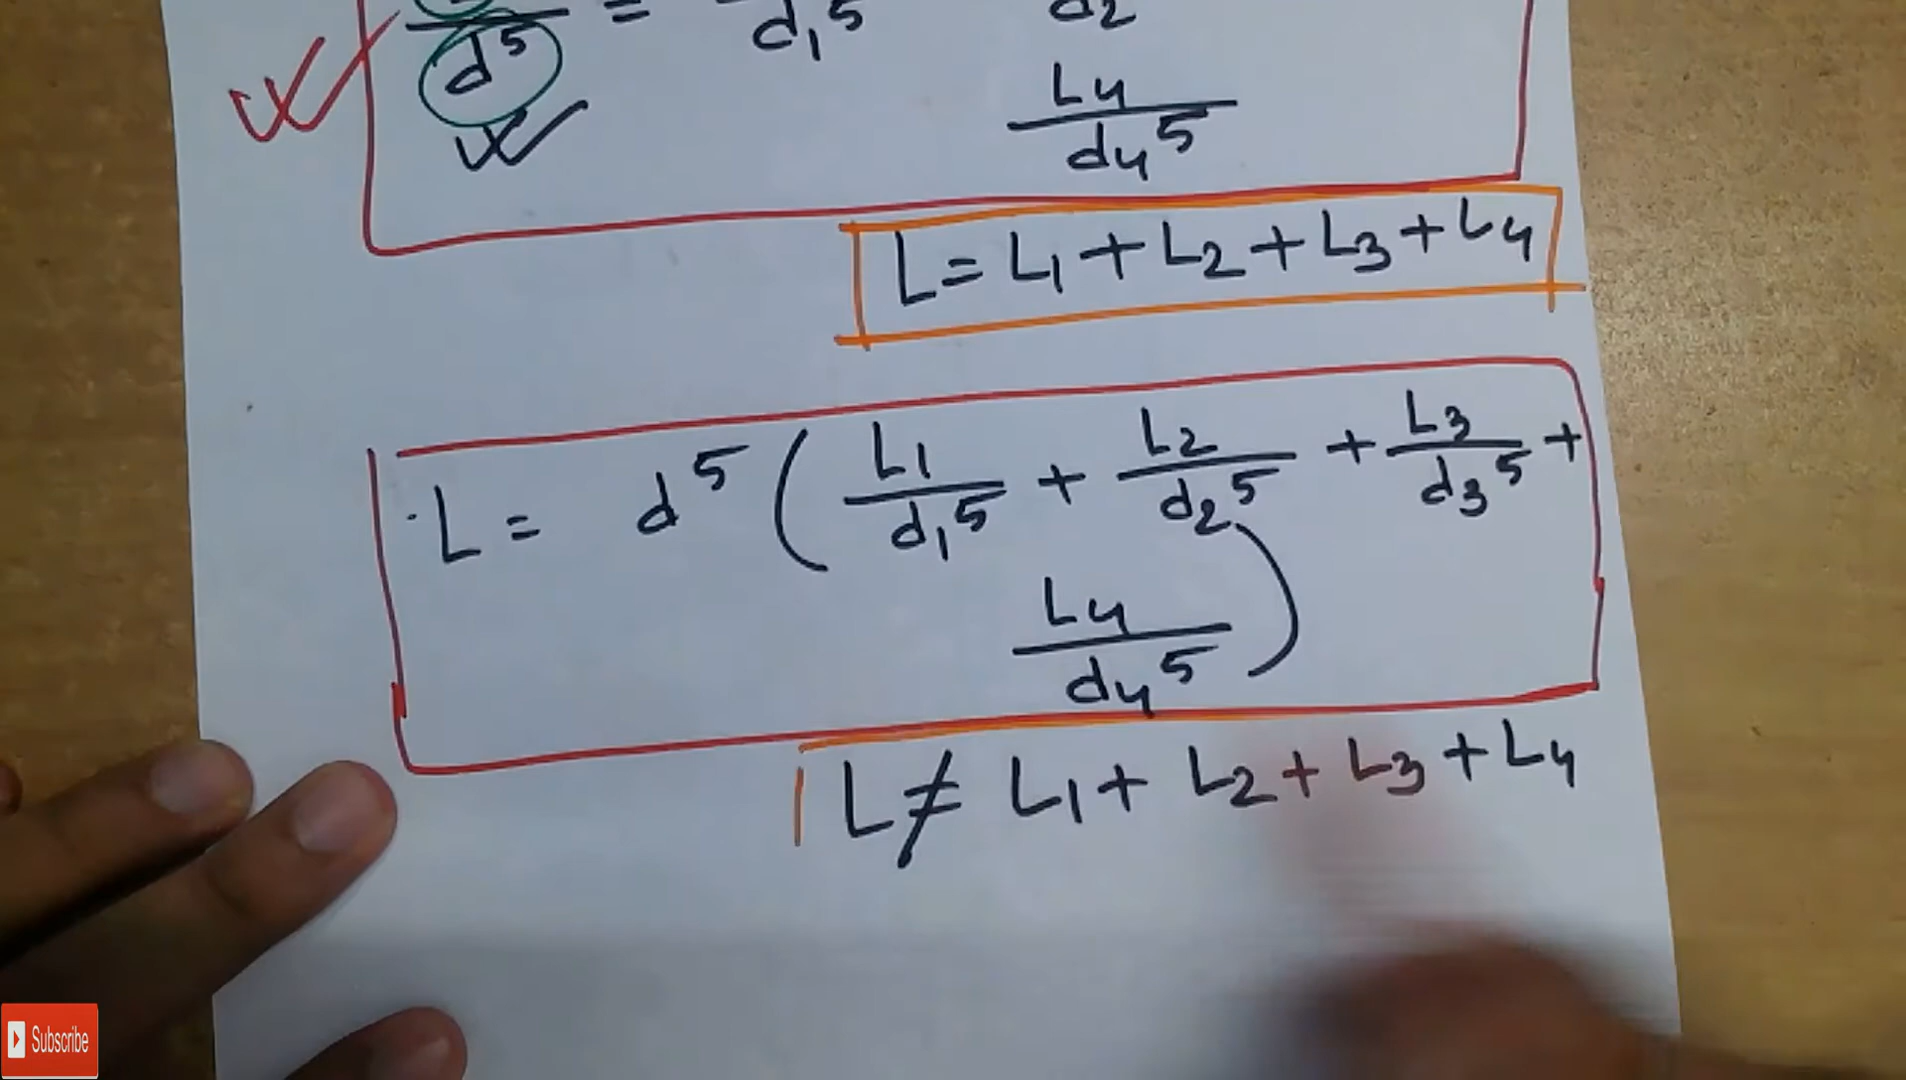 d⁵ = d₁⁵ d₂
L₄
d₄⁵
L = L₁ + L₂ + L₃ + L₄
L = d⁵ ( L₁/d₁⁵ + L₂/d₂⁵ + L₃/d₃⁵ +
L₄/d₄⁵ )
L ≠ L₁ + L₂ + L₃ + L₄
Subscribe